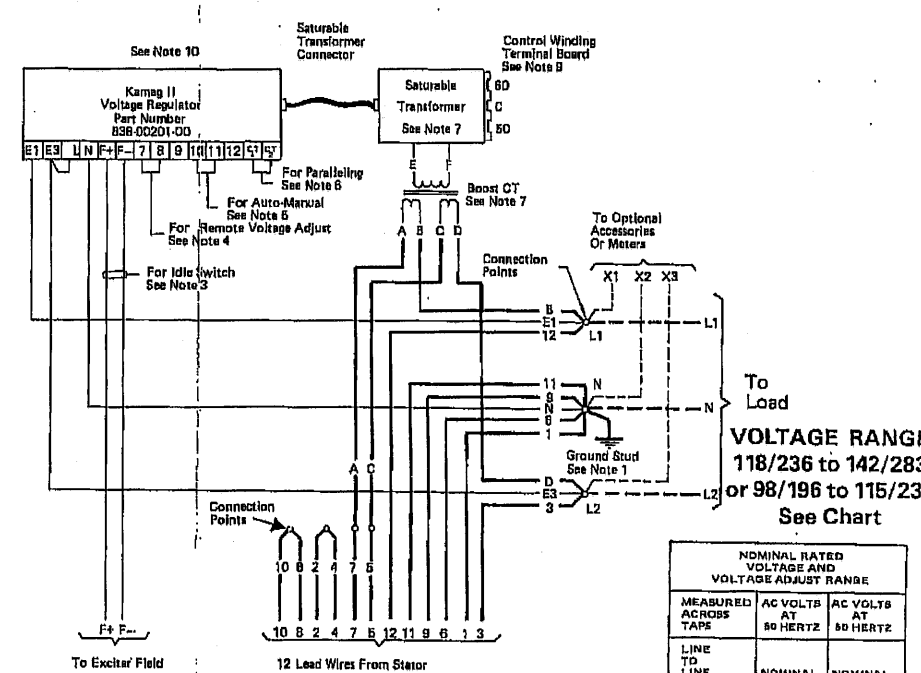 See Note 10
Saturable
Transformer
Connector
Control Winding
Terminal Board
See Note 9
Kamag II
Voltage Regulator
Part Number
838-00201-00
Saturable
Transformer
See Note 7
60
C
50
E1 E3 L N F+ F- 7 8 9 10 11 12 CT CT
E F
For Paralleling
See Note 6
For Auto-Manual
See Note 5
For Remote Voltage Adjust
See Note 4
For Idle Switch
See Note 3
Boost CT
See Note 7
A B C D
To Optional
Accessories
Or Meters
Connection
Points
X1 X2 X3
B
E1
12
L1
L1
11
9
N
6
1
N
N
To
Load
Ground Stud
See Note 1
A C
D
E3
3
L2
L2
VOLTAGE RANGE
118/236 to 142/283
or 98/196 to 115/23
See Chart
Connection
Points
10 8 2 4 7 5
F+ F-
10 8 2 4 7 5 12 11 9 6 1 3
To Exciter Field
12 Lead Wires From Stator
NOMINAL RATED
VOLTAGE AND
VOLTAGE ADJUST RANGE
MEASURED
ACROSS
TAPS
AC VOLTS
AT
60 HERTZ
AC VOLTS
AT
50 HERTZ
LINE
TO
LINE
NOMINAL
NOMINAL